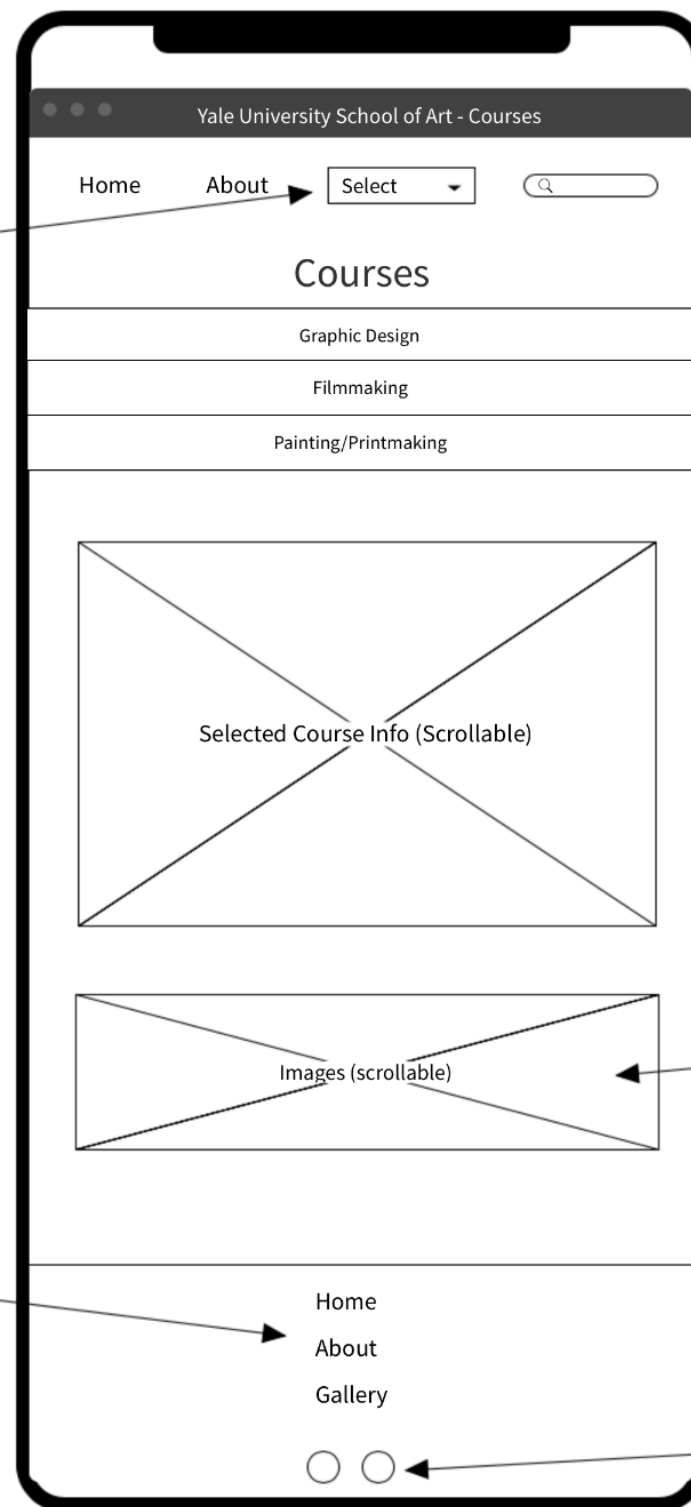 Yale University School of Art - Courses
Home About Select
Courses
Graphic Design
Filmmaking
Painting/Printmaking
Selected Course Info (Scrollable)
Images (scrollable)
Home
About
Gallery